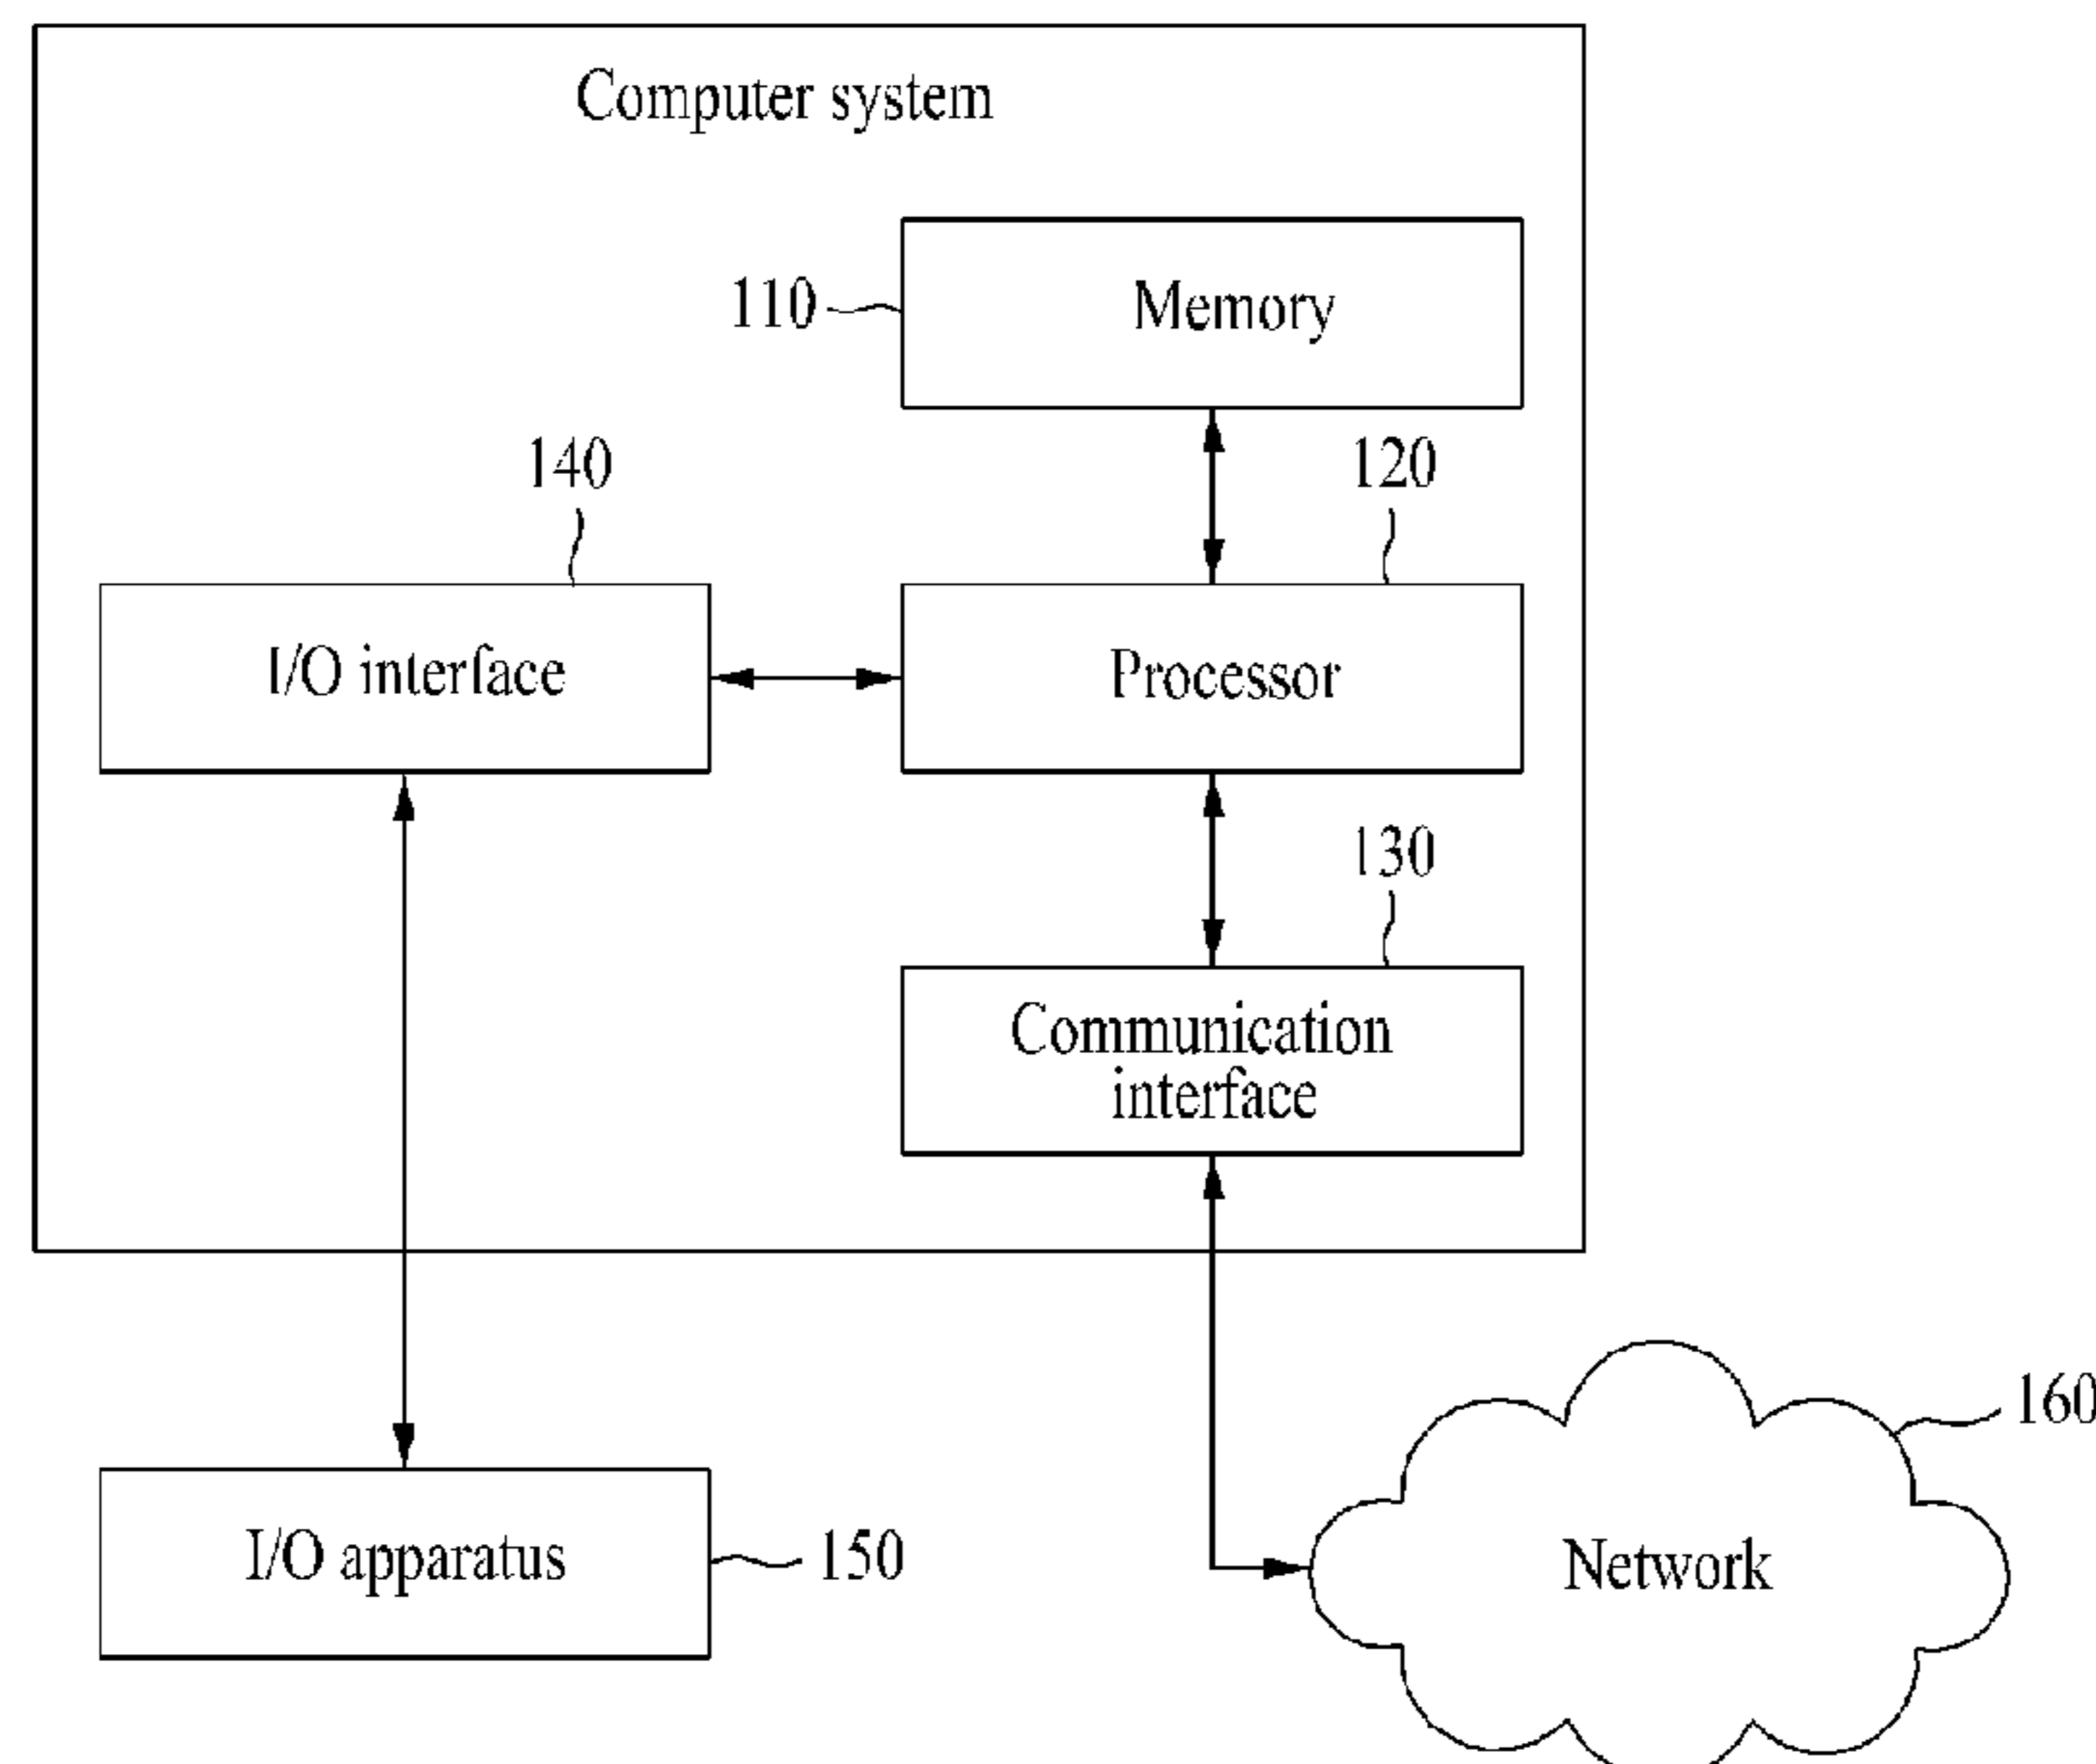 Computer system
110
Memory
140
120
I/O interface
Processor
130
Communication
interface
160
I/O apparatus
150
Network